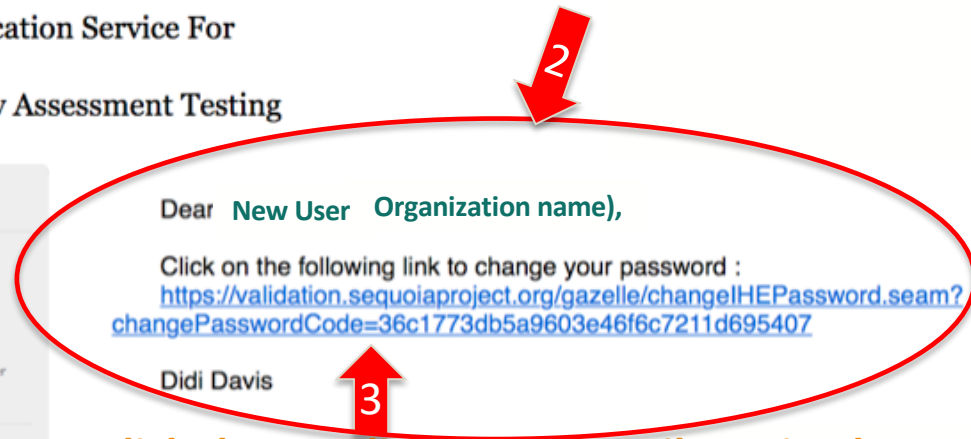 cation Service For
2
Assessment Testing
Dear New User Organization name),
Click on the following link to change your password :
https://validation.sequoiaproject.org/gazelle/changeIHEPassword.seam?
changePasswordCode=36c1773db5a9603e46f6c7211d695407
Didi Davis
3